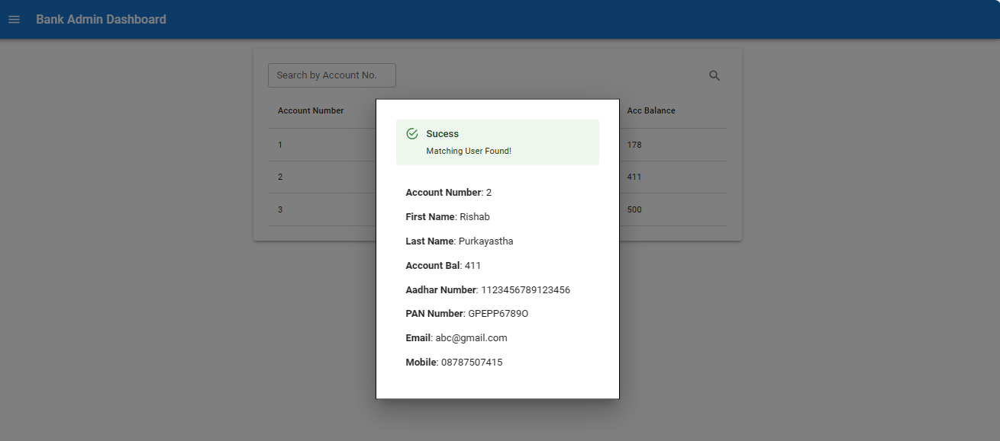 Bank Admin Dashboard
Search by Account No.
Account Number
Acc Balance
1
178
2
411
3
500
Sucess
Matching User Found!
Account Number: 2
First Name: Rishab
Last Name: Purkayastha
Account Bal: 411
Aadhar Number: 1123456789123456
PAN Number: GPEPP6789O
Email: abc@gmail.com
Mobile: 08787507415